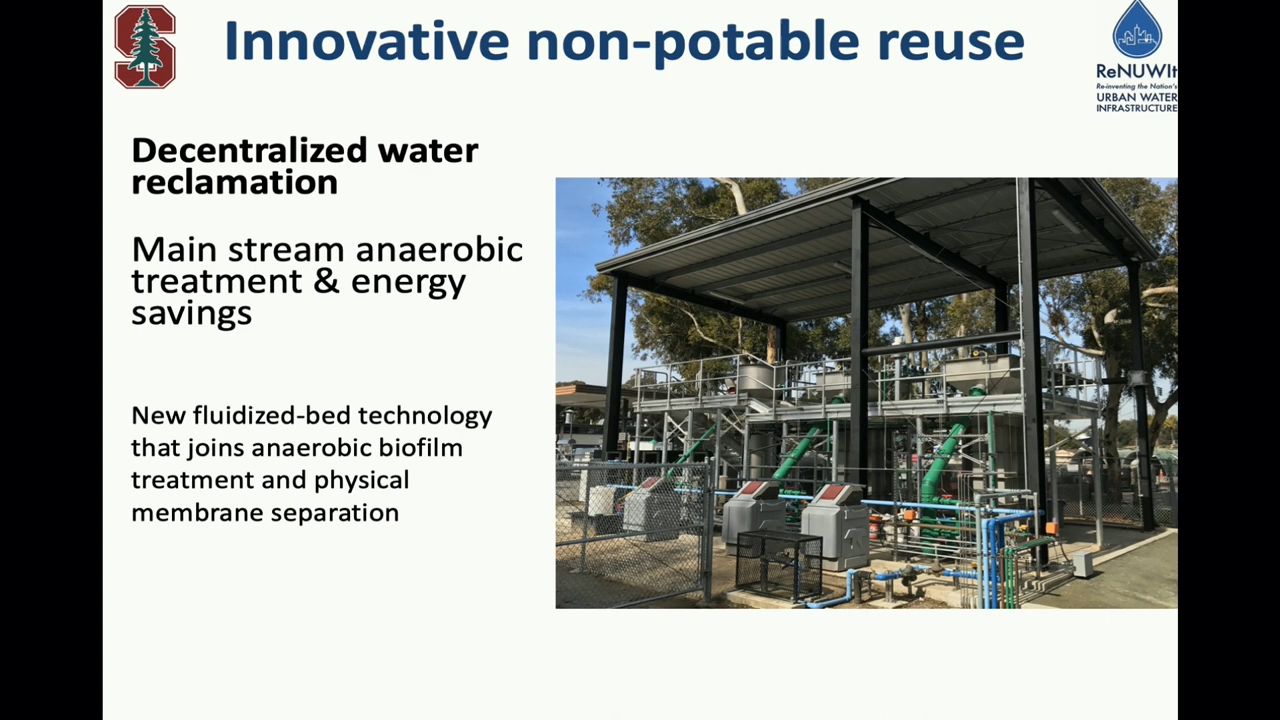 Innovative non-potable reuse
S
ReNUWIt
Re-inventing the Nation's
URBAN WATER
INFRASTRUCTURE
Decentralized water
reclamation
Main stream anaerobic
treatment & energy
savings
New fluidized-bed technology
that joins anaerobic biofilm
treatment and physical
membrane separation